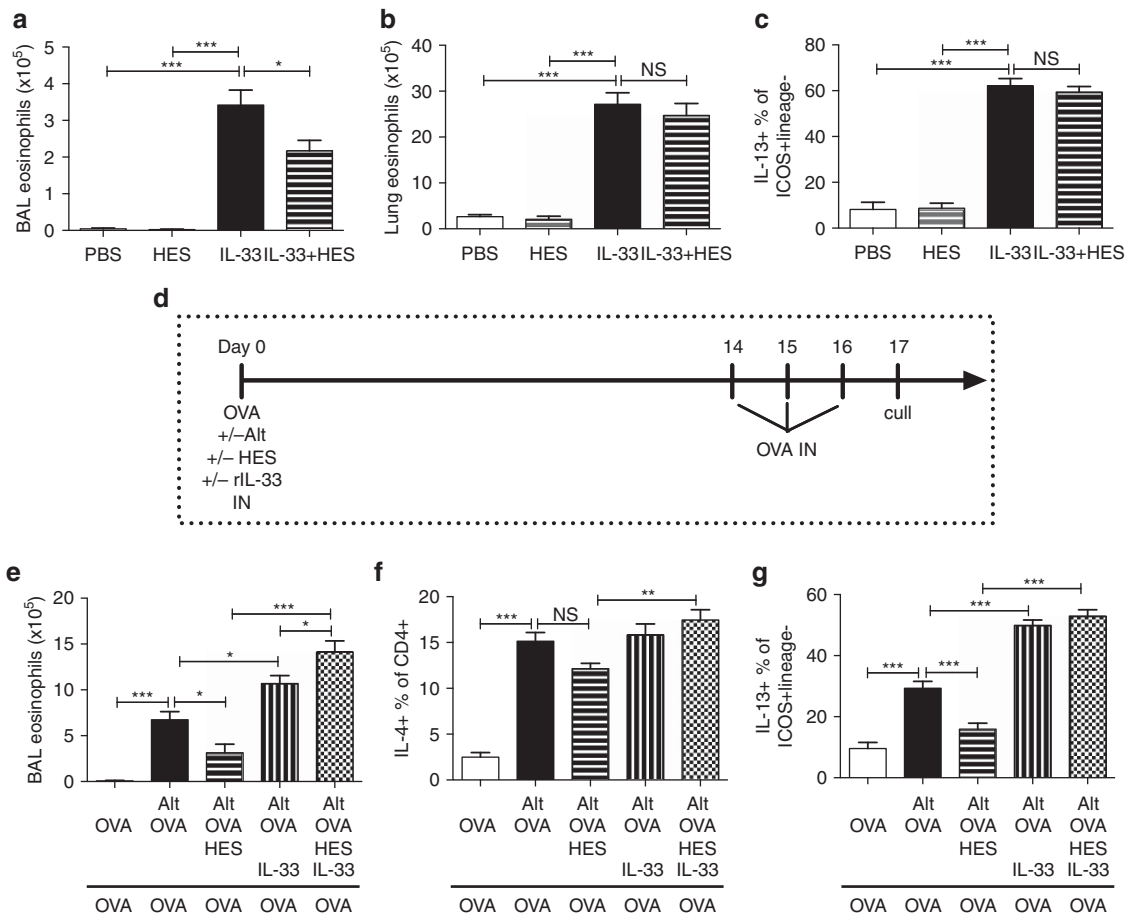 a
BAL eosinophils (x10⁵)
5
4
3
2
1
0
***
***
*
PBS HES IL-33 IL-33+HES
b
Lung eosinophils (x10⁵)
40
30
20
10
0
***
***
NS
PBS HES IL-33 IL-33+HES
c
IL-13+ % of
ICOS+lineage-
80
60
40
20
0
***
***
NS
PBS HES IL-33 IL-33+HES
d
Day 0 14 15 16 17
OVA
+/–Alt
+/– HES
+/– rIL-33
IN
OVA IN
cull
e
BAL eosinophils (x10⁵)
20
15
10
5
0
***
*
*
*
***
Alt Alt Alt Alt
OVA OVA OVA OVA OVA
HES HES
IL-33 IL-33
OVA OVA OVA OVA OVA
f
IL-4+ % of CD4+
20
15
10
5
0
***
NS
**
Alt Alt Alt Alt
OVA OVA OVA OVA OVA
HES HES
IL-33 IL-33
OVA OVA OVA OVA OVA
g
IL-13+ % of
ICOS+lineage-
60
40
20
0
***
***
***
***
Alt Alt Alt Alt
OVA OVA OVA OVA OVA
HES HES
IL-33 IL-33
OVA OVA OVA OVA OVA